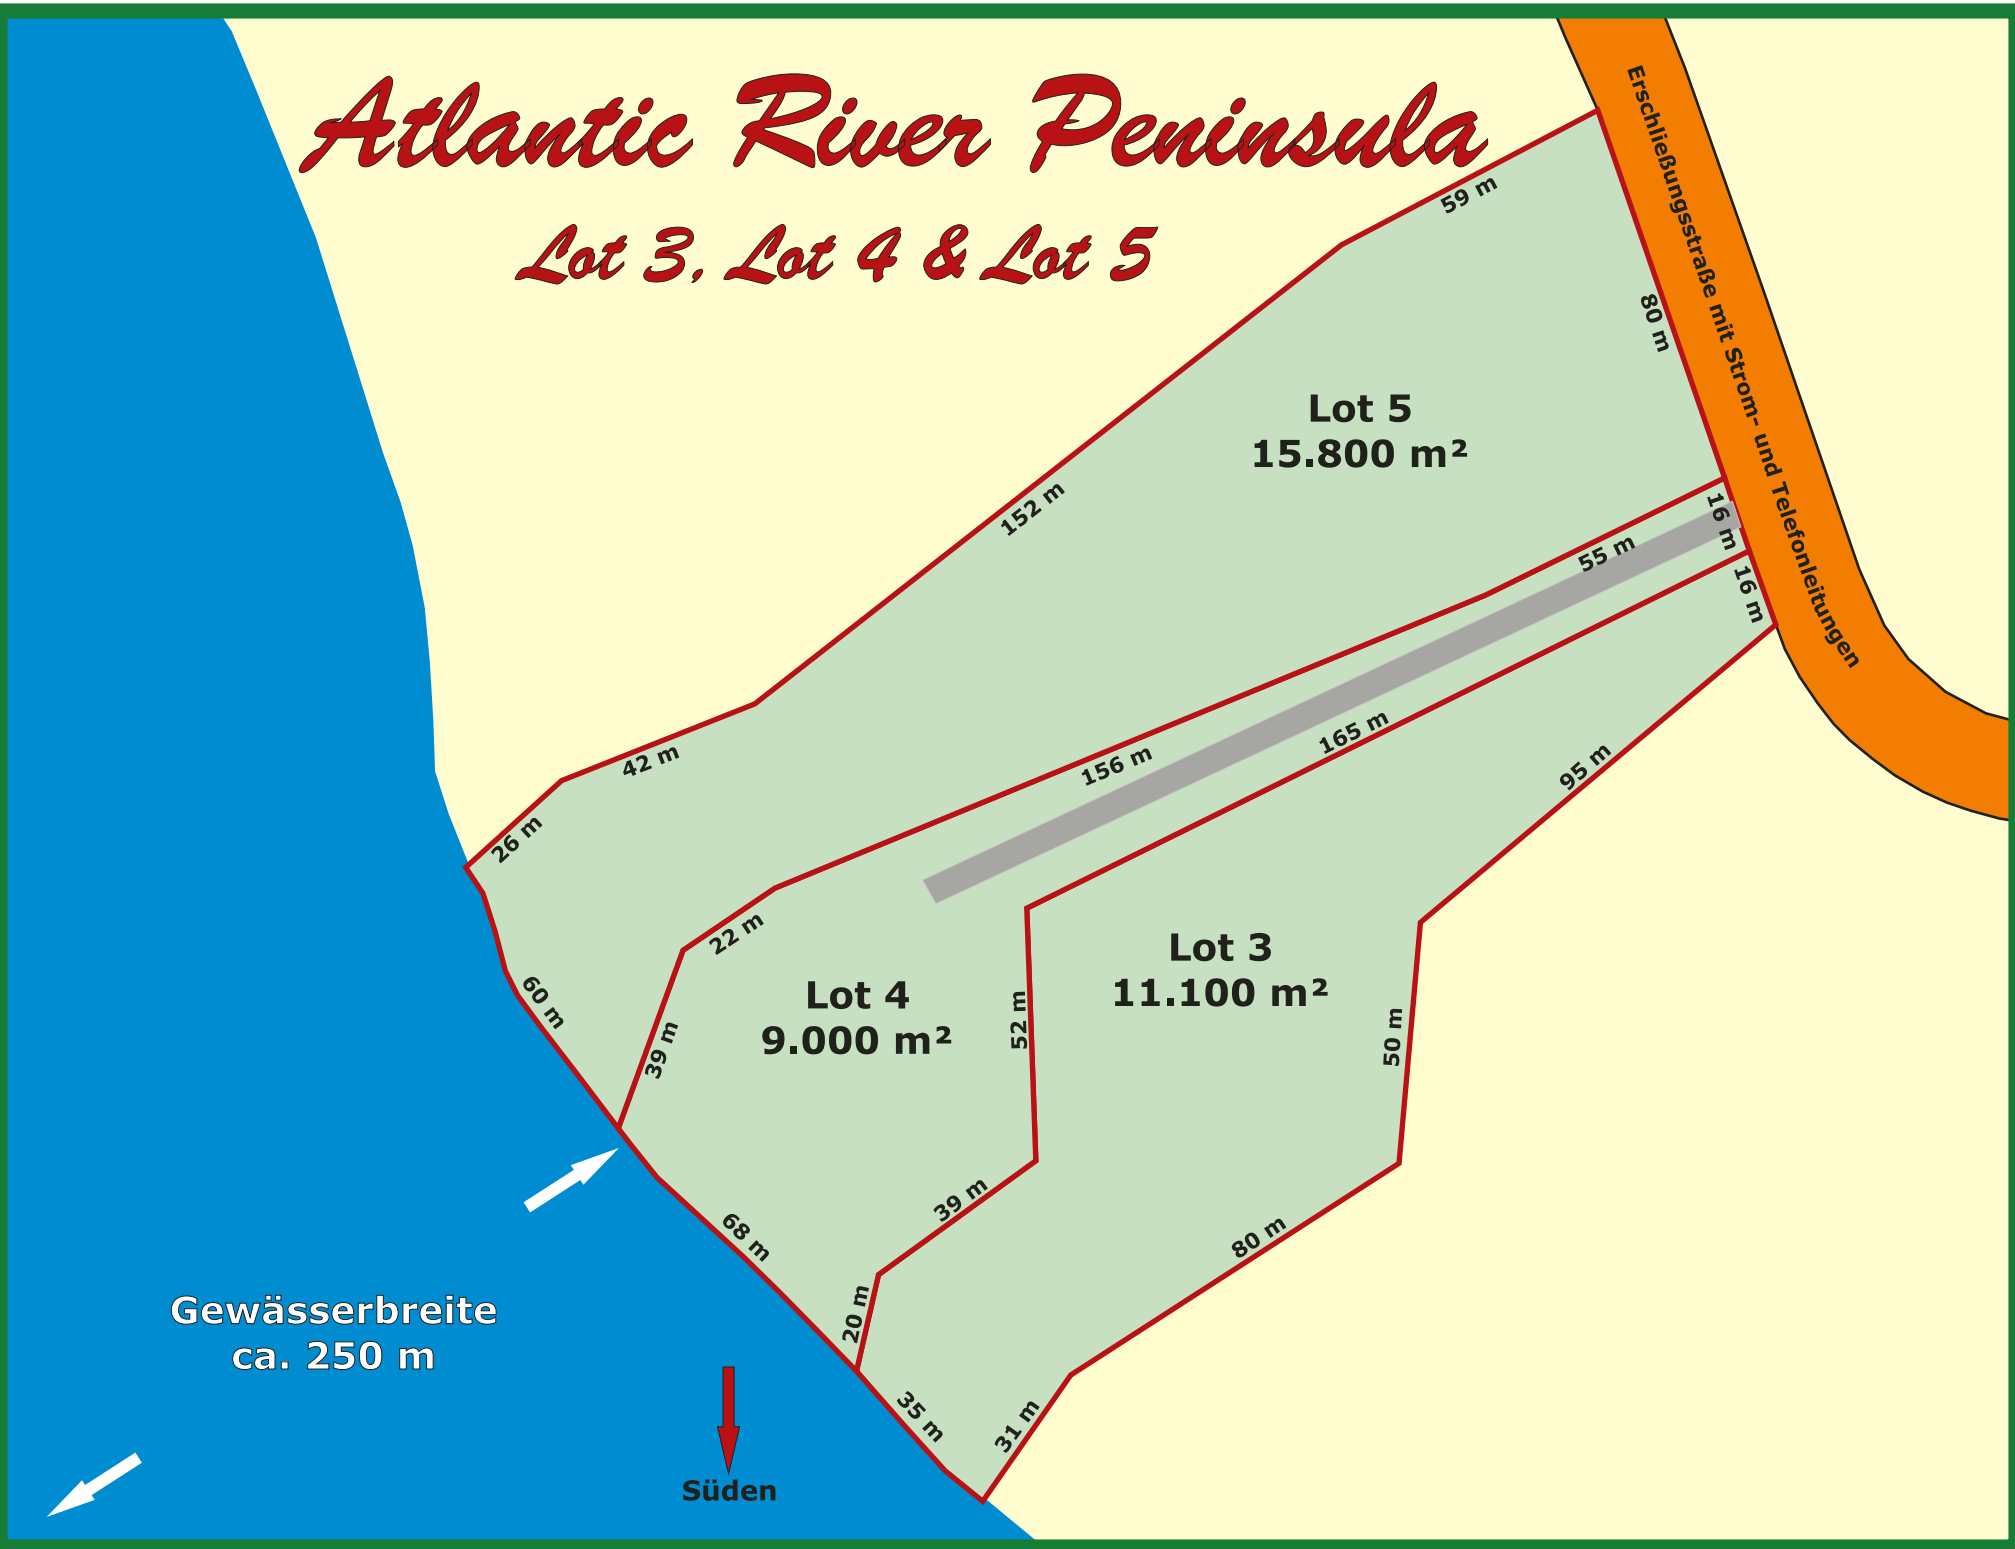 Atlantic River Peninsula
Lot 3, Lot 4 & Lot 5
Erschließungsstraße mit Strom- und Telefonleitungen
59 m
80 m
Lot 5
15.800 m²
152 m
16 m
55 m
16 m
42 m
156 m
165 m
95 m
26 m
22 m
Lot 3
11.100 m²
60 m
Lot 4
9.000 m²
39 m
52 m
50 m
39 m
68 m
80 m
20 m
Gewässerbreite
ca. 250 m
35 m
31 m
Süden